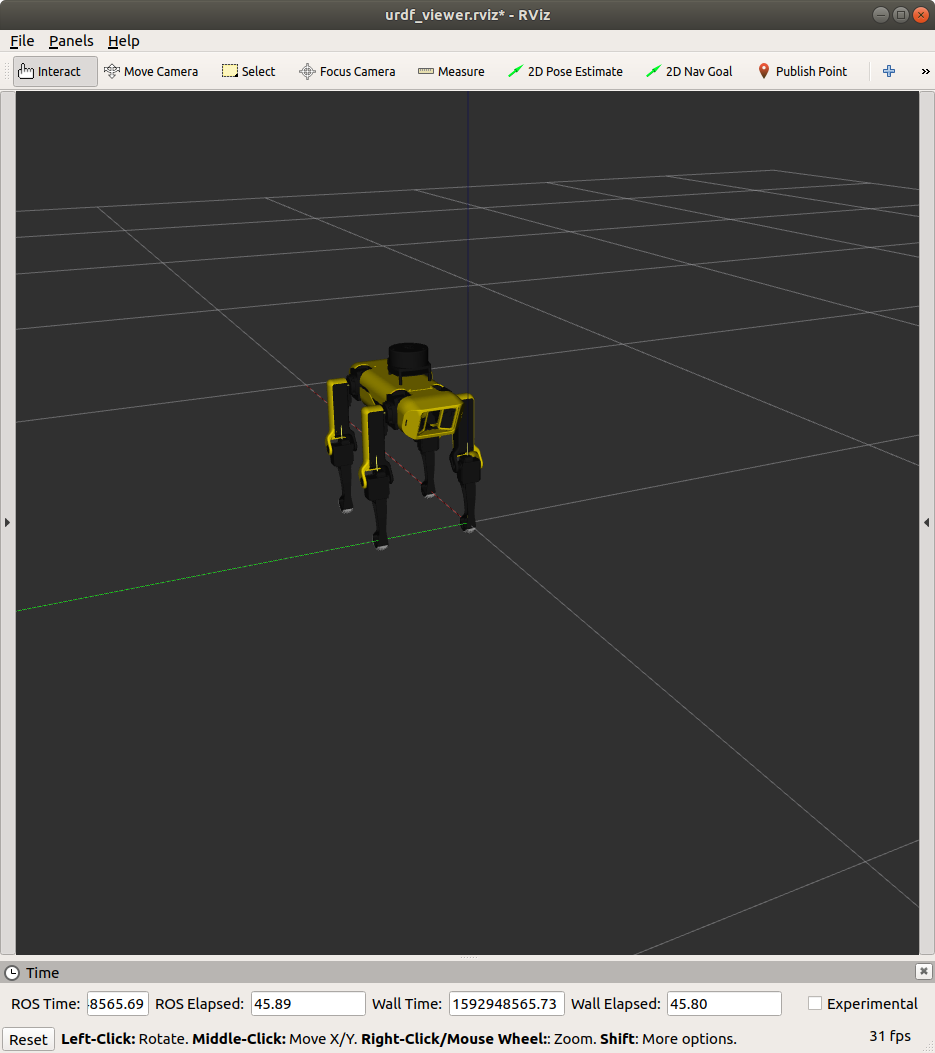 urdf_viewer.rviz* - RViz
File Panels Help
Interact Move Camera Select Focus Camera Measure 2D Pose Estimate 2D Nav Goal Publish Point »
Time
ROS Time: 8565.69 ROS Elapsed: 45.89 Wall Time: 1592948565.73 Wall Elapsed: 45.80 Experimental
Reset Left-Click: Rotate. Middle-Click: Move X/Y. Right-Click/Mouse Wheel:: Zoom. Shift: More options. 31 fps